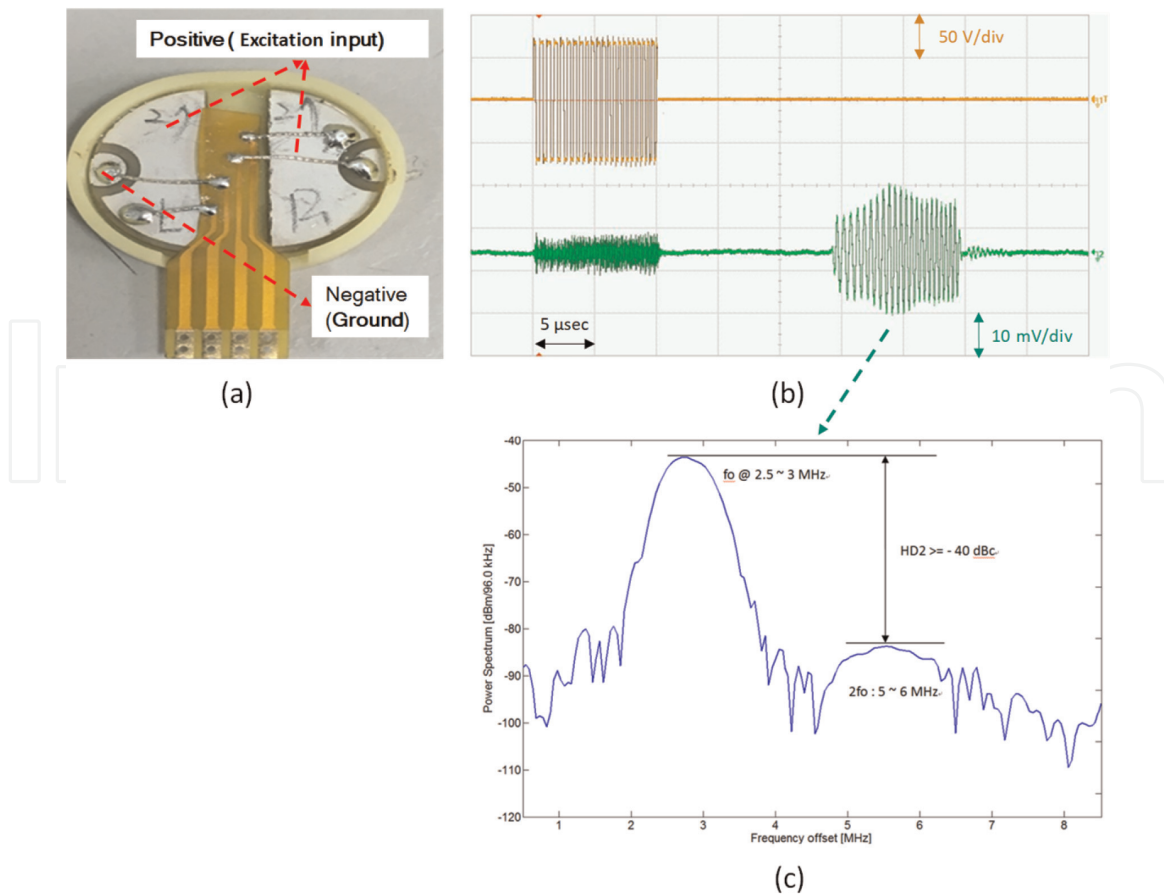 Positive ( Excitation input)
Negative
(Ground)
(a)
50 V/div
5 μsec
10 mV/div
(b)
-40
-50
-60
-70
-80
-90
-100
-110
-120
1 2 3 4 5 6 7 8
Power Spectrum [dBm/96.0 kHz]
Frequency offset [MHz]
fo @ 2.5 ~ 3 MHz
HD2 >= - 40 dBc
2fo : 5 ~ 6 MHz
(c)